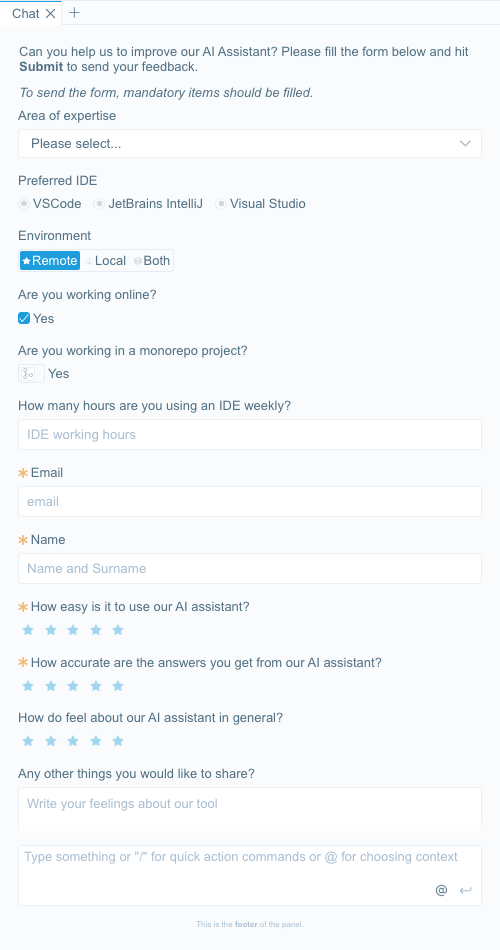 Chat
Can you help us to improve our AI Assistant? Please fill the form below and hit
Submit to send your feedback.
To send the form, mandatory items should be filled.
Area of expertise
Please select...
Preferred IDE
VSCode JetBrains IntelliJ Visual Studio
Environment
Remote Local Both
Are you working online?
Yes
Are you working in a monorepo project?
Yes
How many hours are you using an IDE weekly?
IDE working hours
Email
email
Name
Name and Surname
How easy is it to use our AI assistant?
How accurate are the answers you get from our AI assistant?
How do feel about our AI assistant in general?
Any other things you would like to share?
Write your feelings about our tool
Type something or "/" for quick action commands or @ for choosing context
@
This is the footer of the panel.